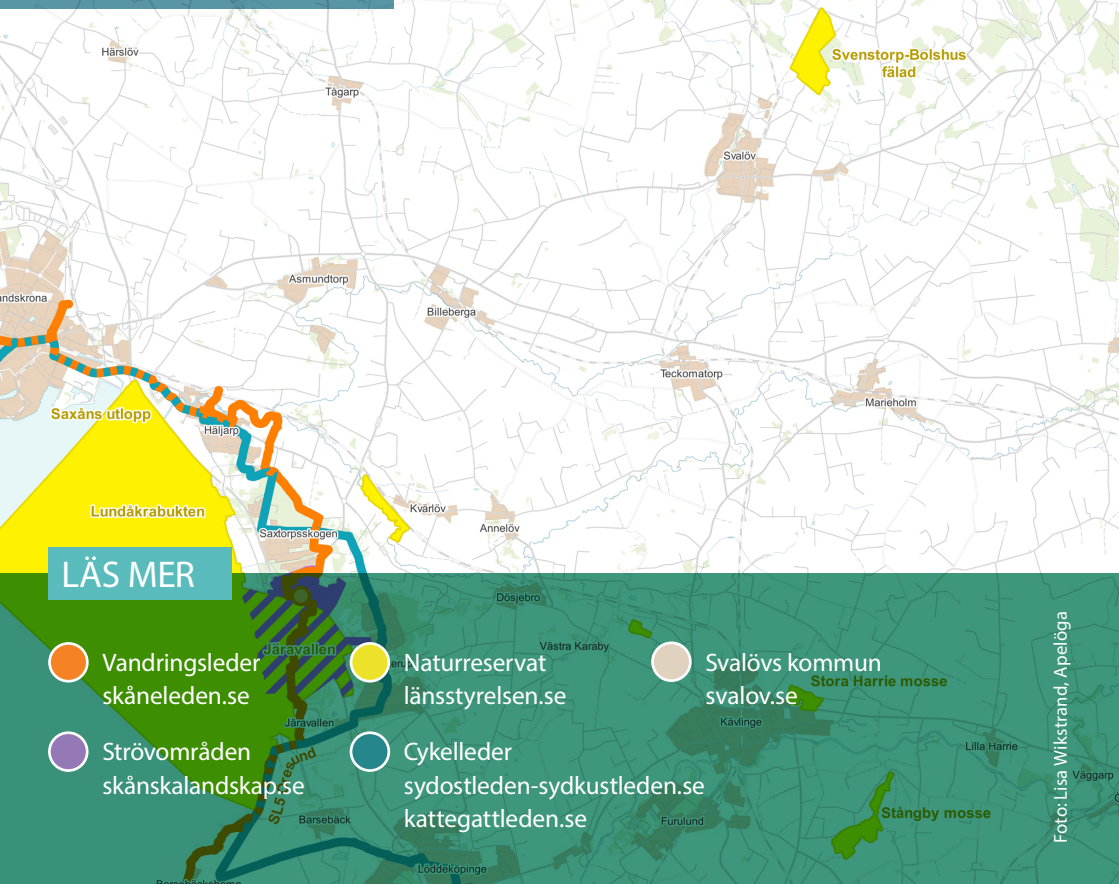 Härslöv
Svenstorp-Bolshus
fälad
Tågarp
Svalöv
Asmundtorp
Billeberga
Teckomatorp
Marieholm
Saxåns utlopp
Häljarp
Lundåkrabukten
Kvärlöv
Annelöv
Saxtorpsskogen
LÄS MER
Dösjebro
Västra Karaby
Järavallen
Vandringsleder
skåneleden.se
Naturreservat
länsstyrelsen.se
Svalövs kommun
svalov.se
Stora Harrie mosse
Järavallen
Kävlinge
Lilla Harrie
Väggarp
Strövområden
skånskalandskap.se
Cykelleder
sydostleden-sydkustleden.se
kattegattleden.se
SL5 Öresund
Barsebäck
Furulund
Stångby mosse
Löddeköpinge
Foto: Lisa Wikstrand, Apelöga